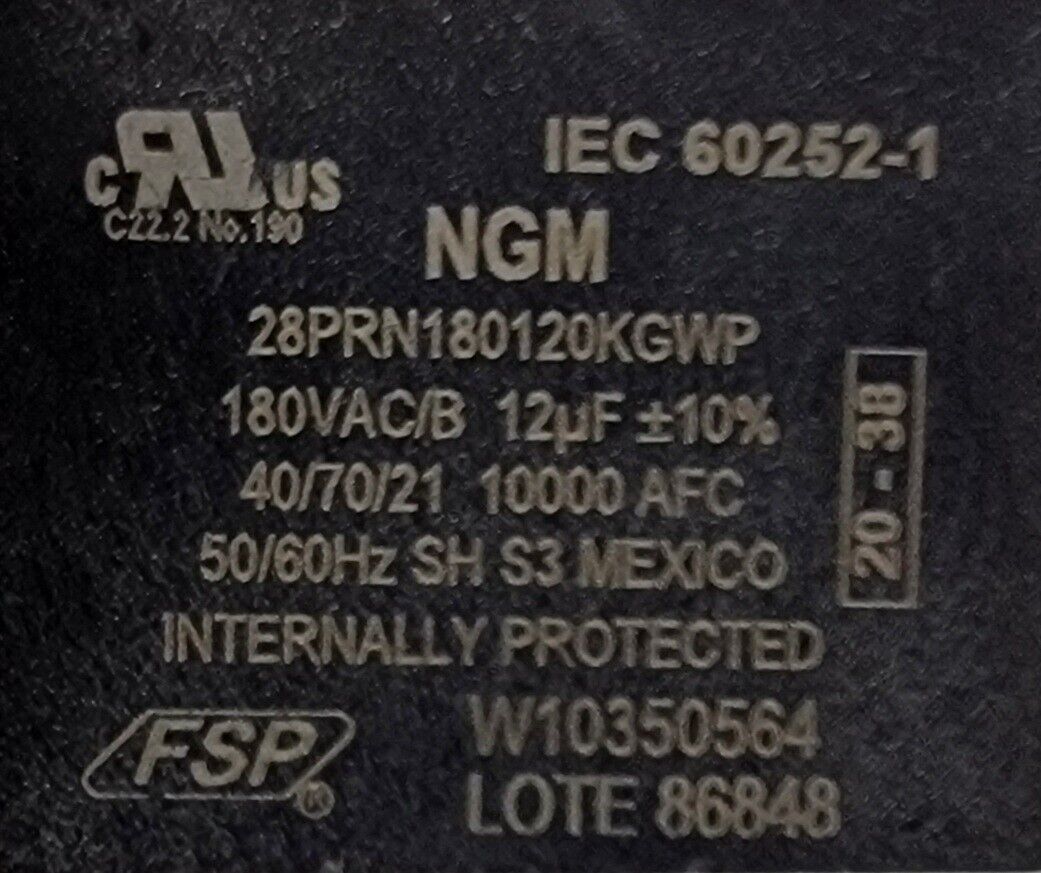 cRUus
C22.2 No.190
IEC 60252-1
NGM
28PRN180120KGWP
180VAC/B 12µF ±10%
40/70/21 10000 AFC
50/60Hz SH S3 MEXICO
20-38
INTERNALLY PROTECTED
FSP®
W10350564
LOTE 86848